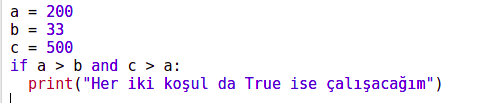 a = 200
b = 33
c = 500
if a > b and c > a:
  print("Her iki koşul da True ise çalışacağım")